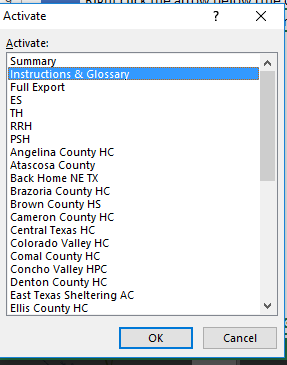 Activate
?
Activate:
Summary
Instructions & Glossary
Full Export
ES
TH
RRH
PSH
Angelina County HC
Atascosa County
Back Home NE TX
Brazoria County HC
Brown County HS
Cameron County HC
Central Texas HC
Colorado Valley HC
Comal County HC
Concho Valley HPC
Denton County HC
East Texas Sheltering AC
Ellis County HC
OK
Cancel